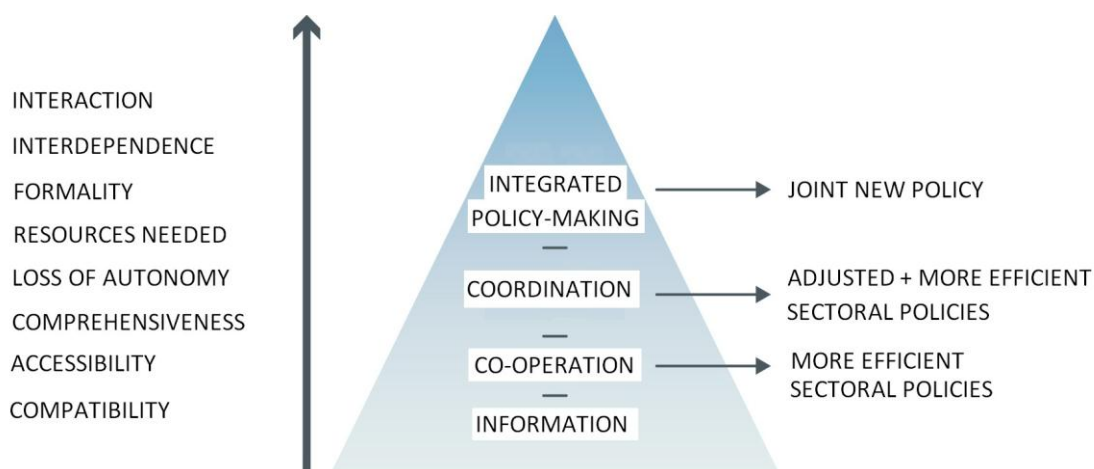 INTERACTION
INTERDEPENDENCE
FORMALITY
RESOURCES NEEDED
LOSS OF AUTONOMY
COMPREHENSIVENESS
ACCESSIBILITY
COMPATIBILITY
INTEGRATED
POLICY-MAKING
JOINT NEW POLICY
COORDINATION
ADJUSTED + MORE EFFICIENT
SECTORAL POLICIES
CO-OPERATION
MORE EFFICIENT
SECTORAL POLICIES
INFORMATION